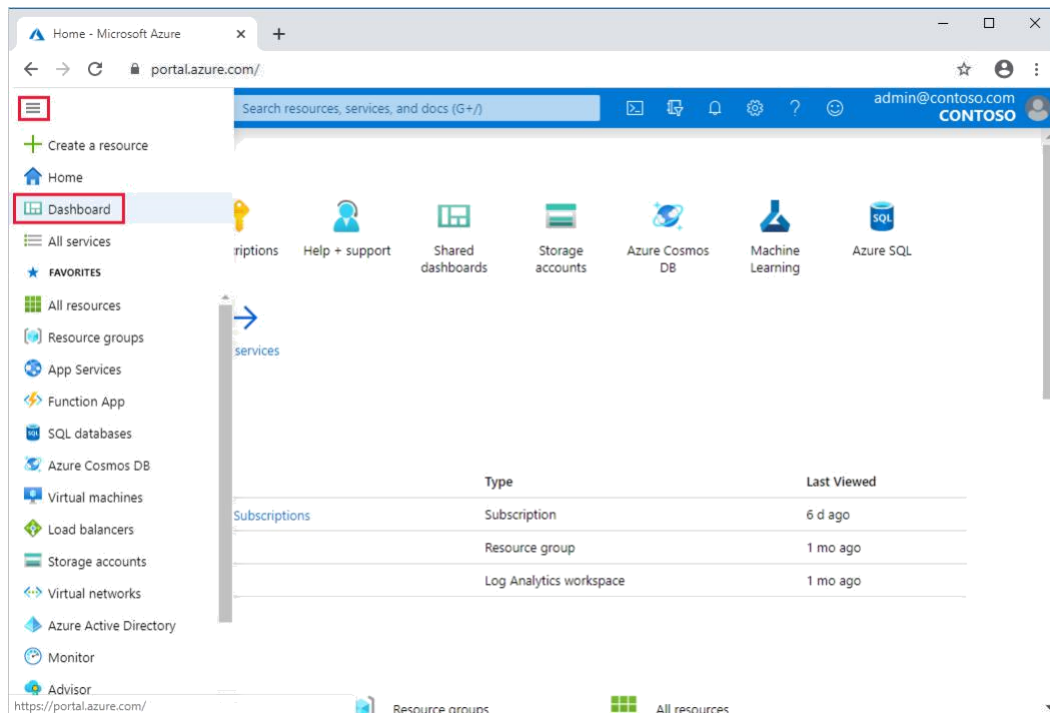 Home - Microsoft Azure
portal.azure.com/
Search resources, services, and docs (G+/)
admin@contoso.com
CONTOSO
Create a resource
Home
Dashboard
All services
FAVORITES
All resources
Resource groups
App Services
Function App
SQL databases
Azure Cosmos DB
Virtual machines
Load balancers
Storage accounts
Virtual networks
Azure Active Directory
Monitor
Advisor
https://portal.azure.com/
riptions
Help + support
Shared
dashboards
Storage
accounts
Azure Cosmos
DB
Machine
Learning
SQL
Azure SQL
services
Type Last Viewed
Subscriptions Subscription 6 d ago
Resource group 1 mo ago
Log Analytics workspace 1 mo ago
Resource groups
All resources